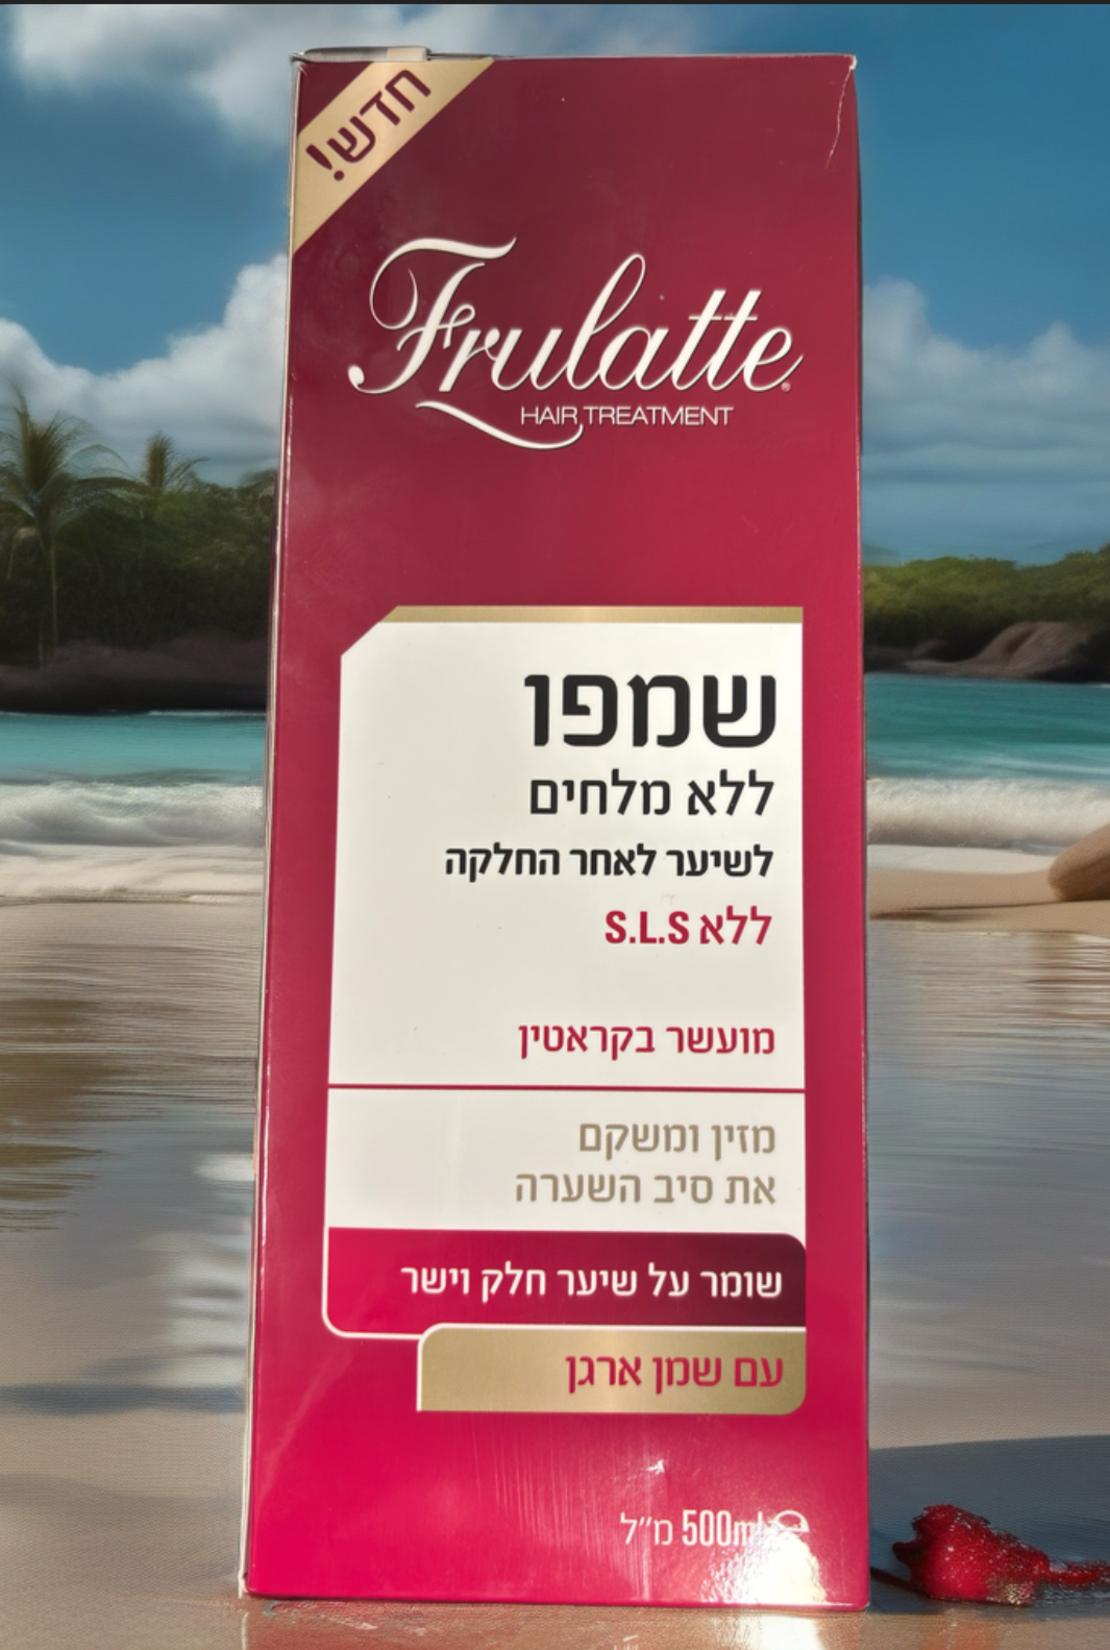 חדש!
Frulatte®
HAIR TREATMENT
שמפו
ללא מלחים
לשיער לאחר החלקה
ללא S.L.S
מועשר בקראטין
מזין ומשקם
את סיב השערה
שומר על שיער חלק וישר
עם שמן ארגן
500ml מ״ל ℮